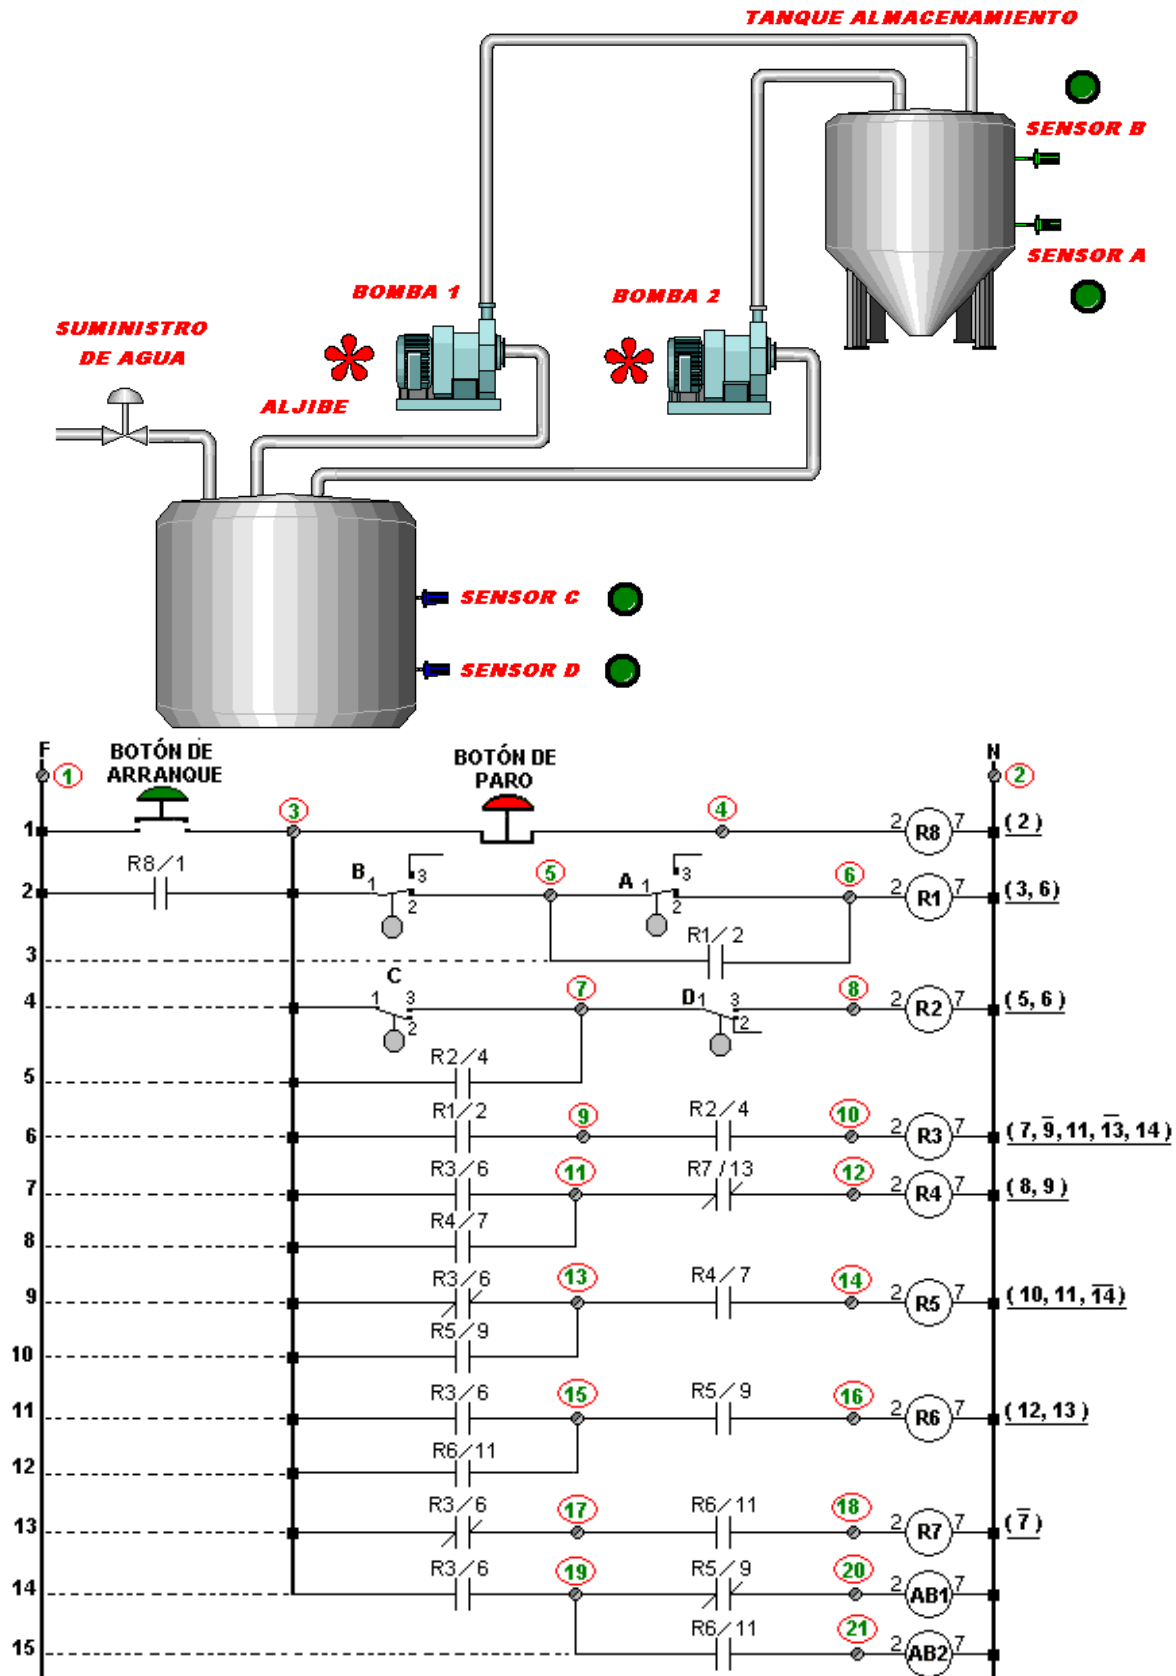 TANQUE ALMACENAMIENTO
SENSOR B
SENSOR A
BOMBA 1
BOMBA 2
SUMINISTRO
DE AGUA
ALJIBE
SENSOR C
SENSOR D
F
1
BOTÓN DE
ARRANQUE
BOTÓN DE
PARO
N
2
1 3 4 2 R8 7 (2)
R8/1
2 B 1 3 2 5 A 1 3 2 6 2 R1 7 (3, 6)
3 R1/2
C
4 1 3 2 7 D 1 3 2 8 2 R2 7 (5, 6)
5 R2/4
R1/2 R2/4
6 9 10 2 R3 7 (7, 9̅, 11, 1̅3̅, 14)
R3/6 R7/13
7 11 12 2 R4 7 (8, 9)
8 R4/7
R3/6 R4/7
9 13 14 2 R5 7 (10, 11, 1̅4̅)
10 R5/9
R3/6 R5/9
11 15 16 2 R6 7 (12, 13)
12 R6/11
R3/6 R6/11
13 17 18 2 R7 7 (7̅)
R3/6 R5/9
14 19 20 2 AB1 7
R6/11
15 21 2 AB2 7